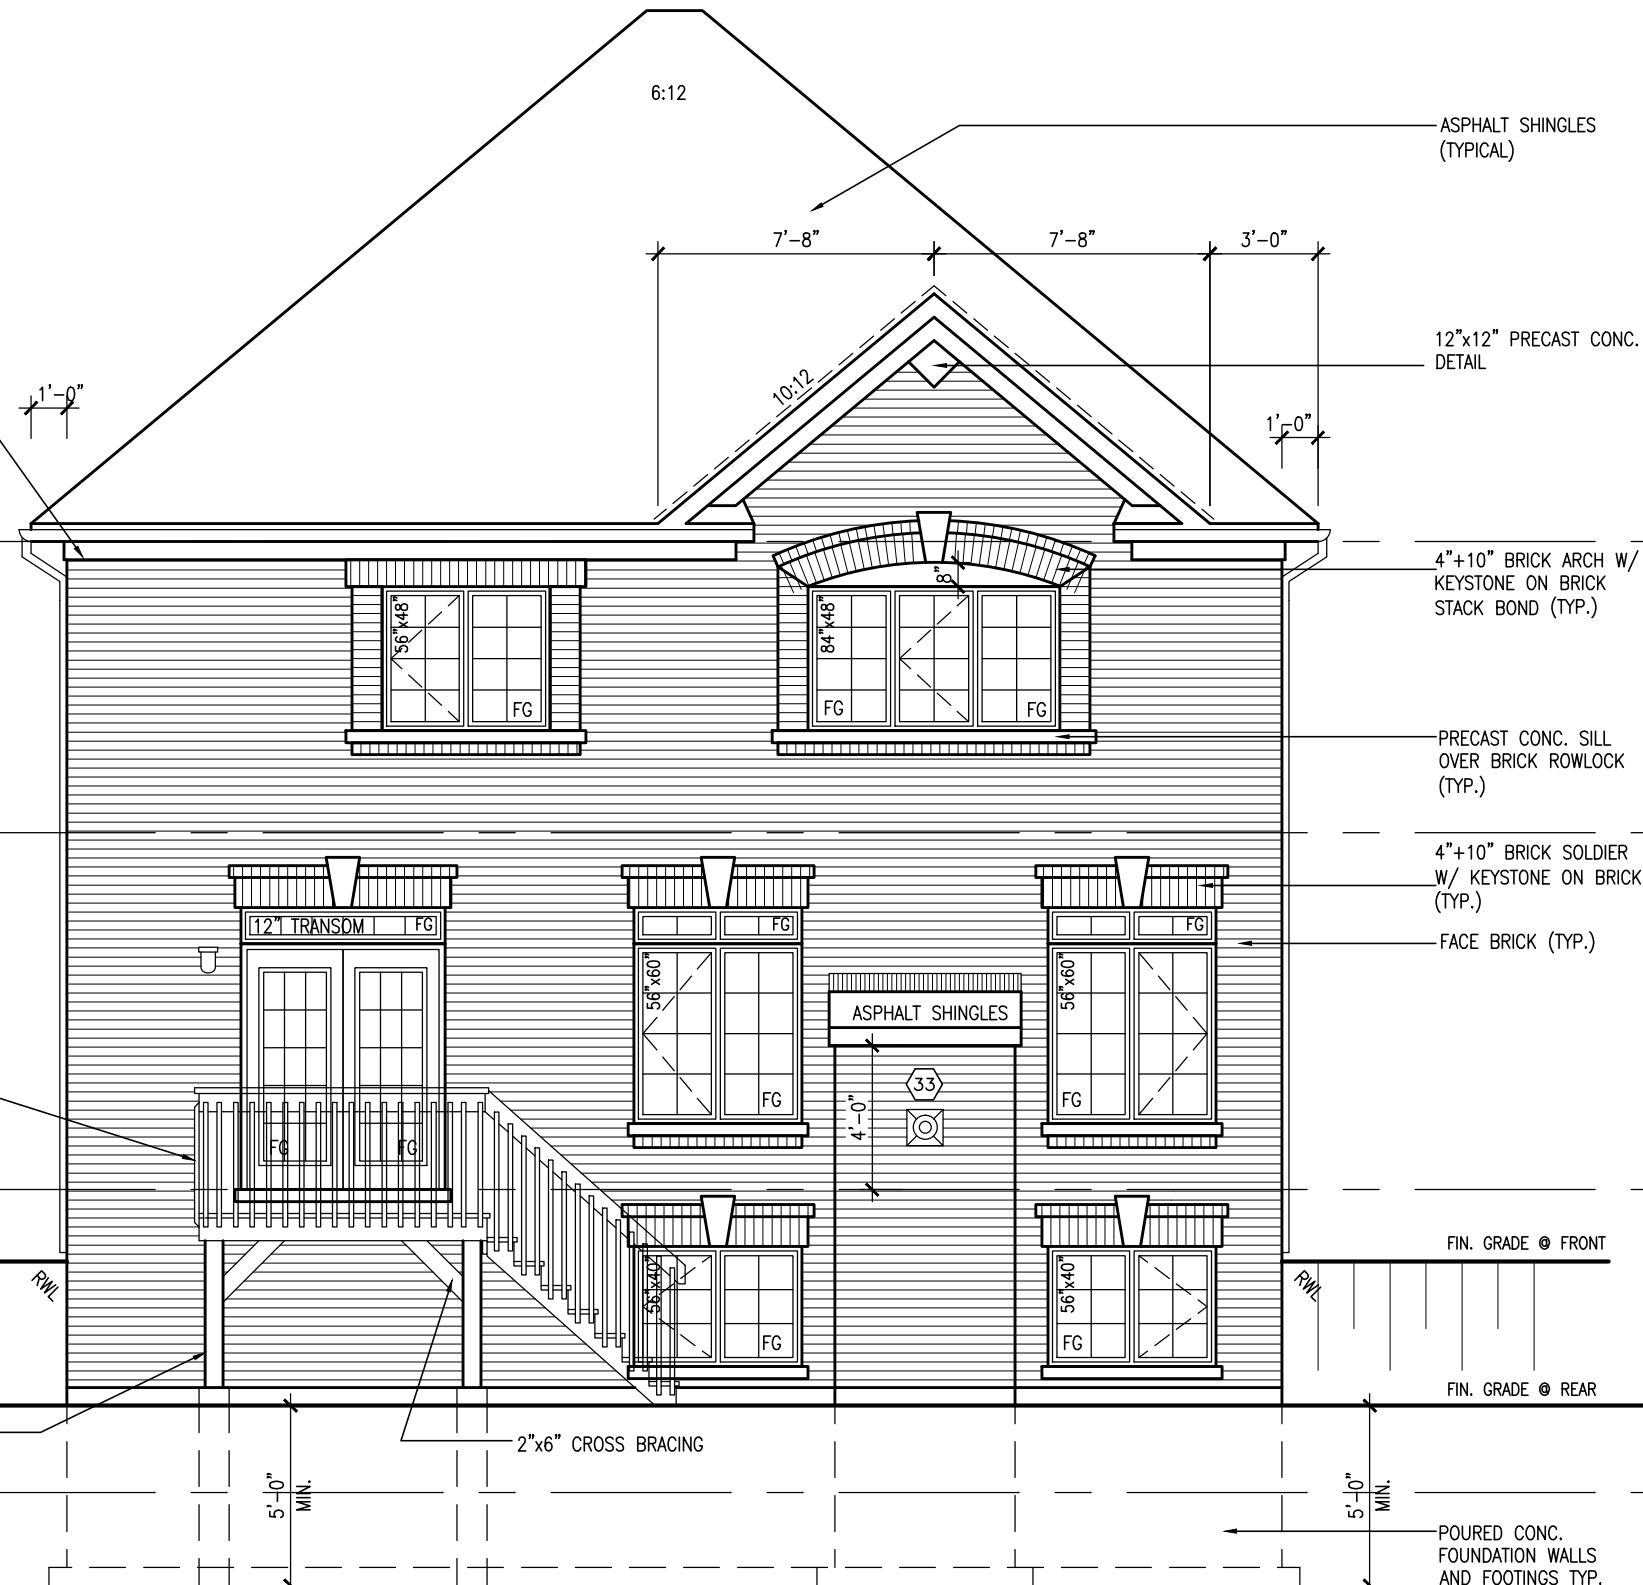 6:12
ASPHALT SHINGLES
(TYPICAL)
7'-8"
7'-8"
3'-0"
12"x12" PRECAST CONC.
DETAIL
10:12
1'-0"
1'-0"
4"+10" BRICK ARCH W/
KEYSTONE ON BRICK
STACK BOND (TYP.)
8"
56"x48"
FG
84"x48"
FG
FG
PRECAST CONC. SILL
OVER BRICK ROWLOCK
(TYP.)
4"+10" BRICK SOLDIER
W/ KEYSTONE ON BRICK
(TYP.)
12" TRANSOM
FG
FG
FG
FACE BRICK (TYP.)
56"x60"
56"x60"
ASPHALT SHINGLES
33
4'-0"
FG
FG
FG
FG
FIN. GRADE @ FRONT
RWL
RWL
56"x40"
56"x40"
FG
FG
FIN. GRADE @ REAR
2"x6" CROSS BRACING
5'-0"
MIN.
5'-0"
MIN.
POURED CONC.
FOUNDATION WALLS
AND FOOTINGS TYP.